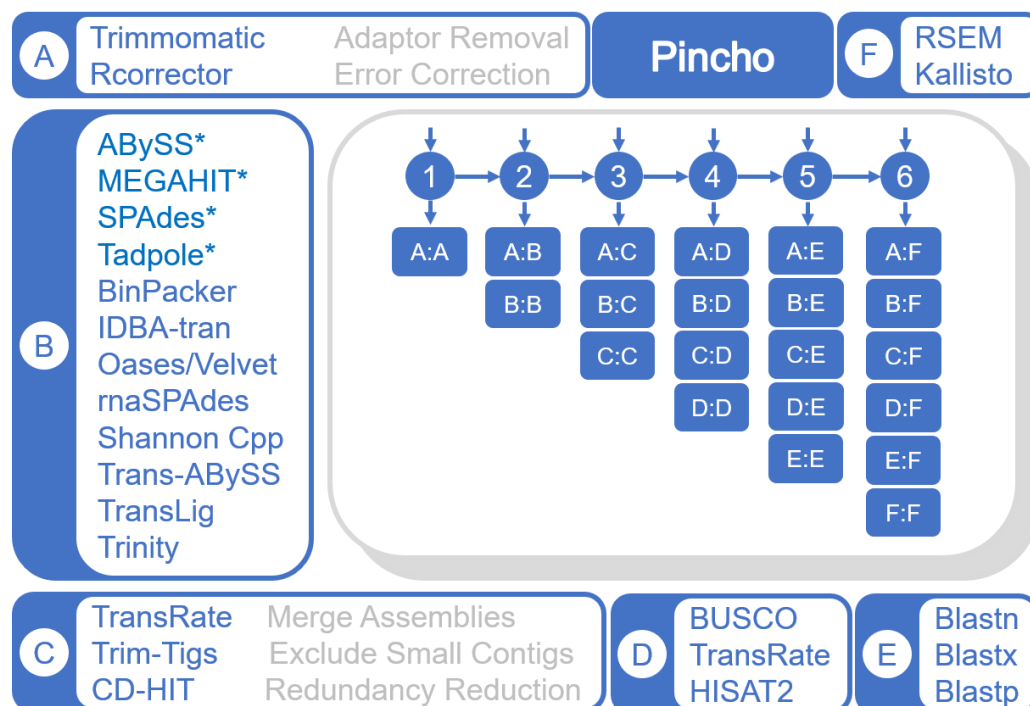 A
Trimmomatic Adaptor Removal
Rcorrector Error Correction
Pincho
F
RSEM
Kallisto
B
ABySS*
MEGAHIT*
SPAdes*
Tadpole*
BinPacker
IDBA-tran
Oases/Velvet
rnaSPAdes
Shannon Cpp
Trans-ABySS
TransLig
Trinity
1 2 3 4 5 6
A:A A:B A:C A:D A:E A:F
B:B B:C B:D B:E B:F
C:C C:D C:E C:F
D:D D:E D:F
E:E E:F
F:F
C
TransRate Merge Assemblies
Trim-Tigs Exclude Small Contigs
CD-HIT Redundancy Reduction
D
BUSCO
TransRate
HISAT2
E
Blastn
Blastx
Blastp